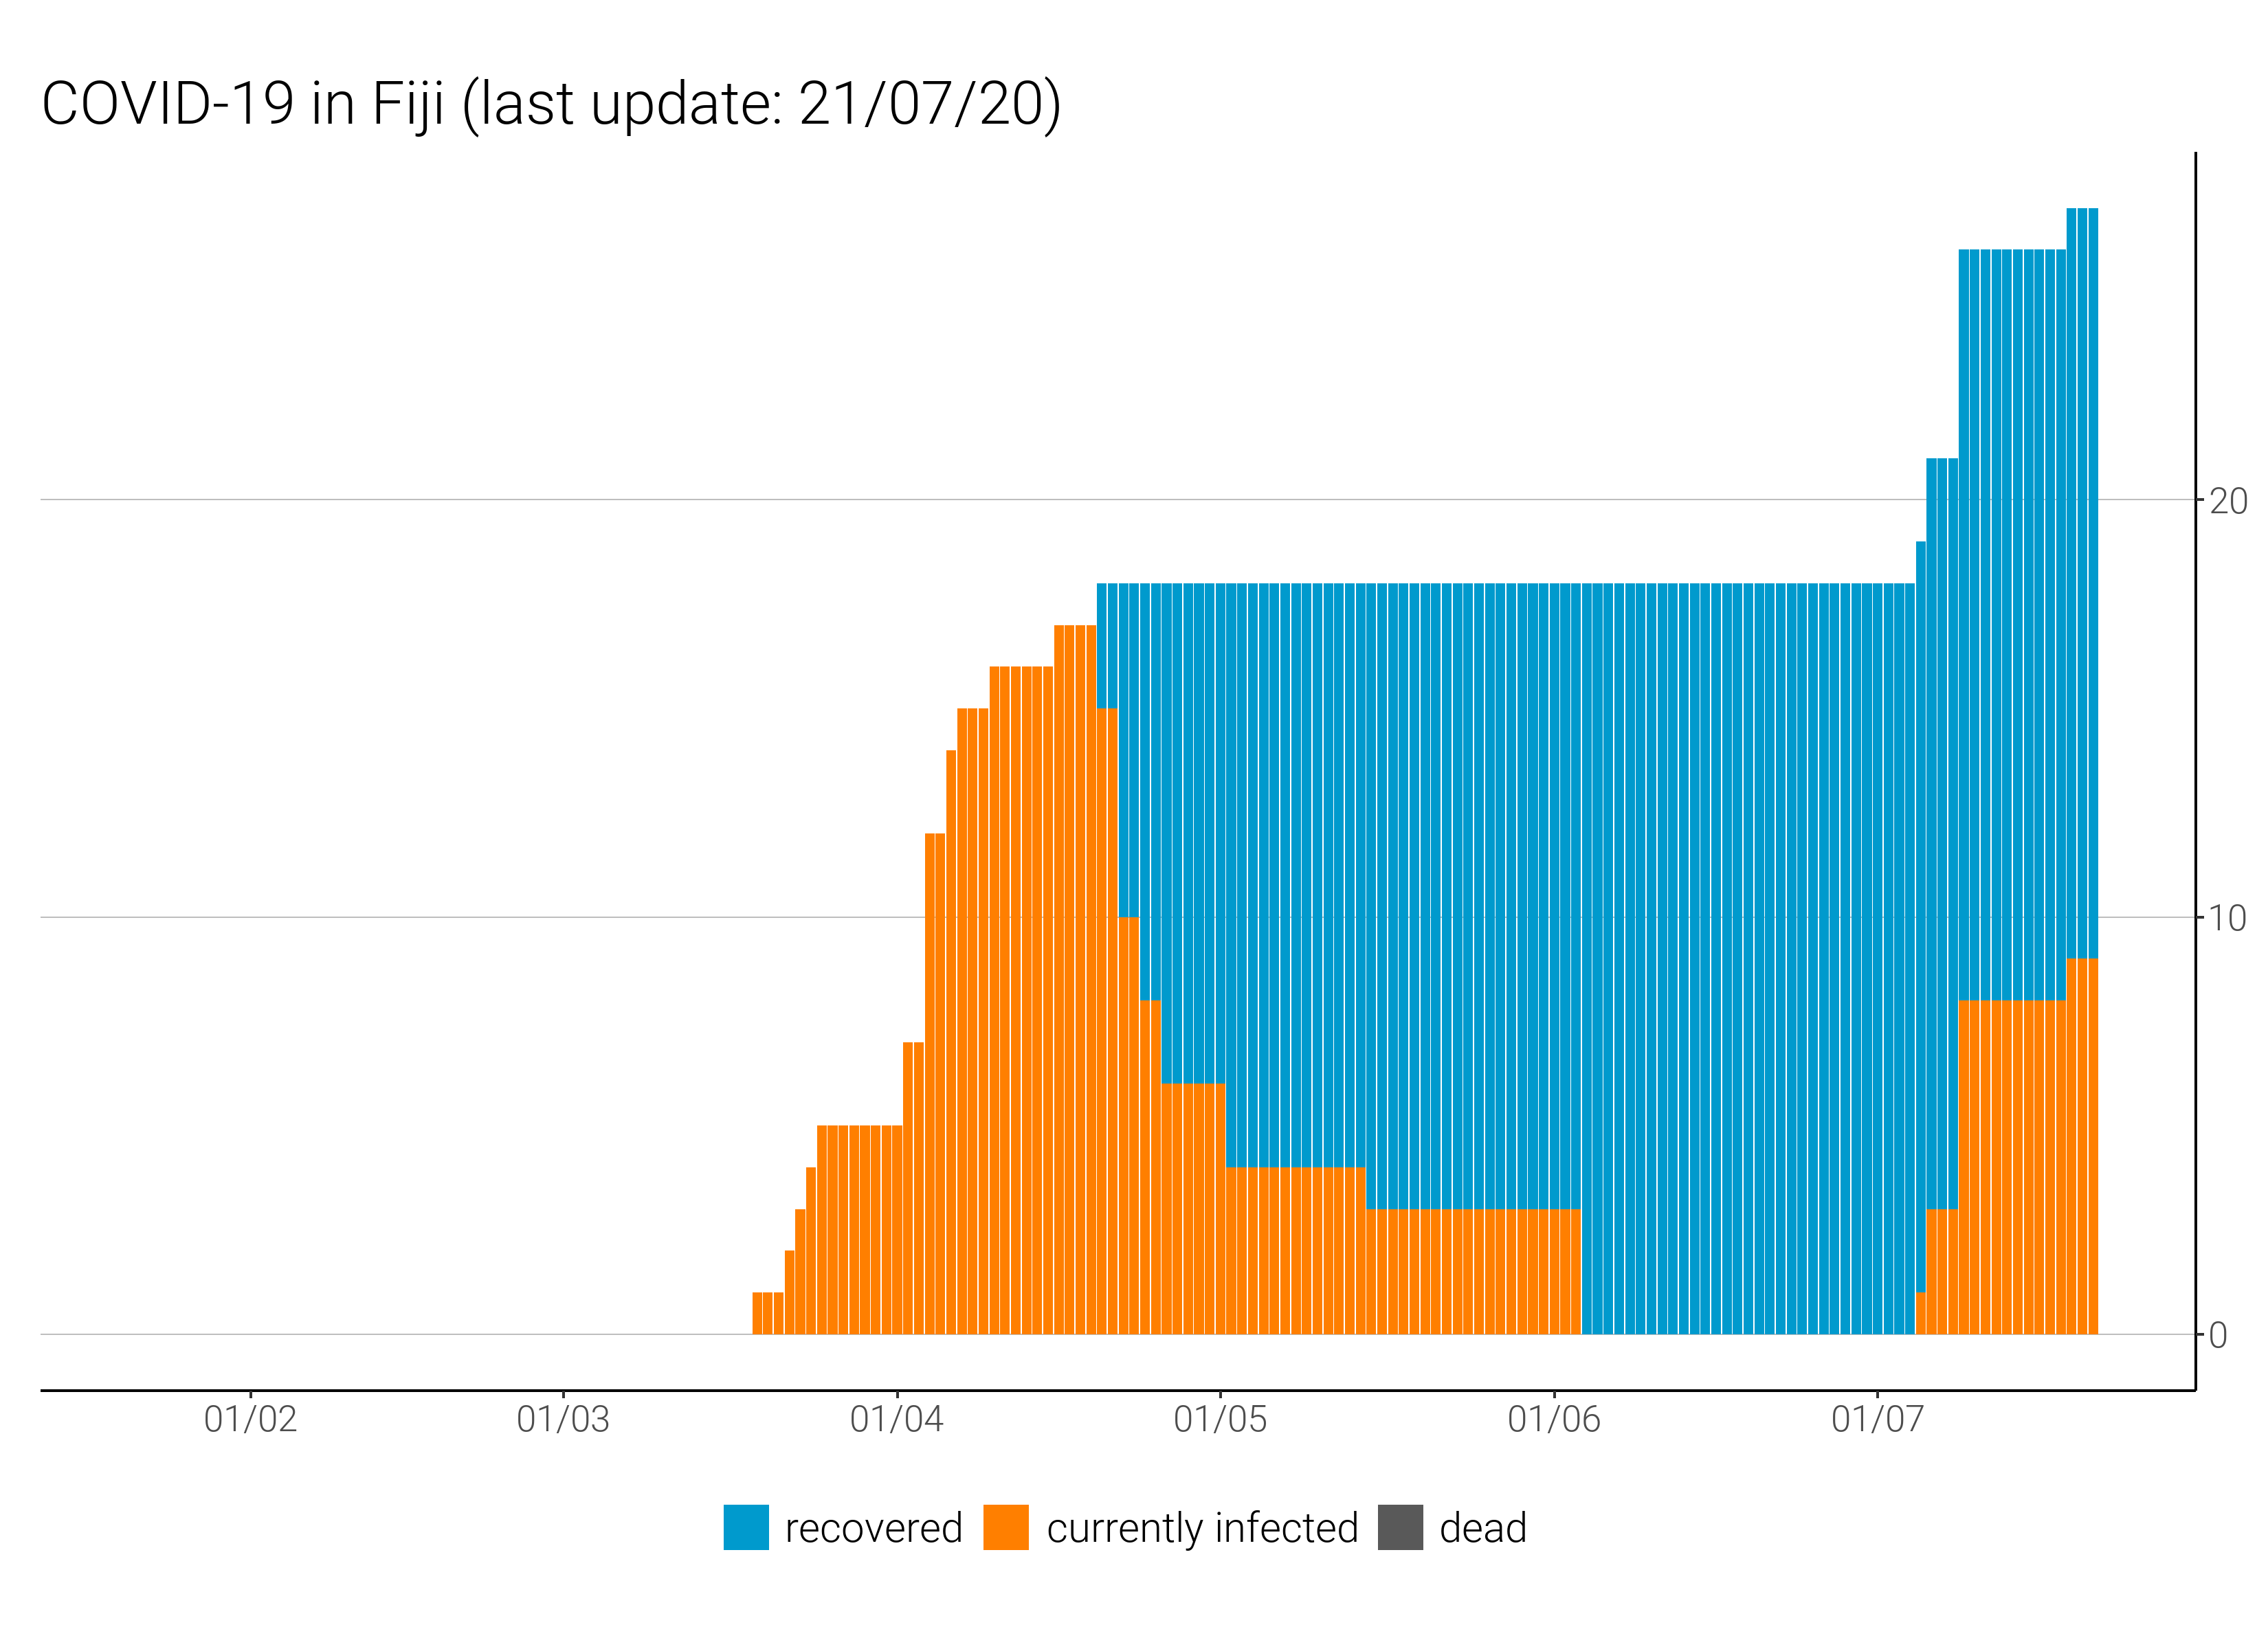 COVID-19 in Fiji (last update: 21/07/20)
20
10
0
01/02 01/03 01/04 01/05 01/06 01/07
recovered currently infected dead